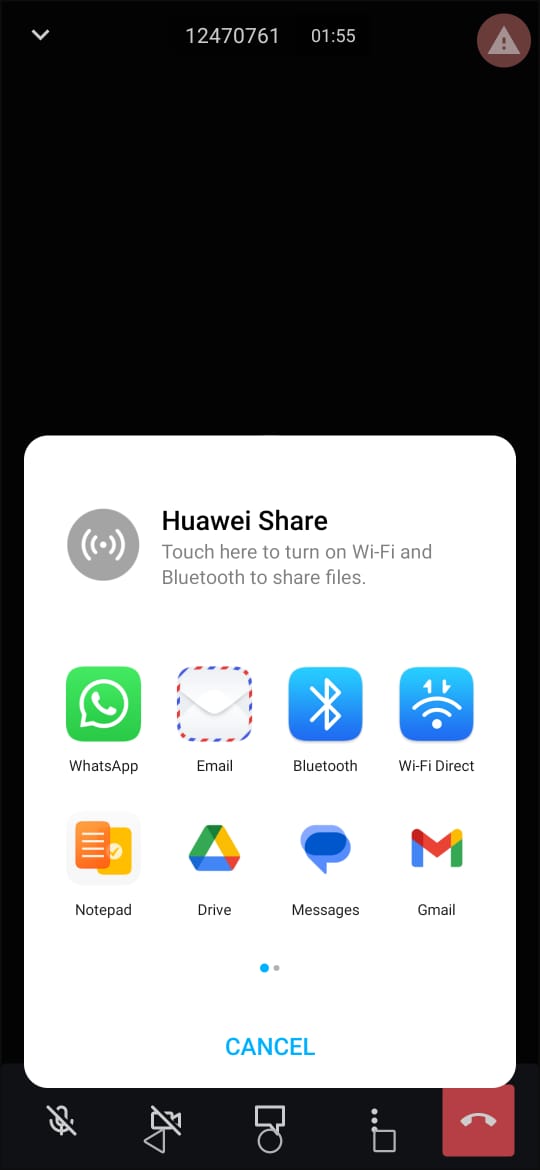 12470761 01:55
Huawei Share
Touch here to turn on Wi-Fi and
Bluetooth to share files.
WhatsApp Email Bluetooth Wi-Fi Direct
Notepad Drive Messages Gmail
CANCEL